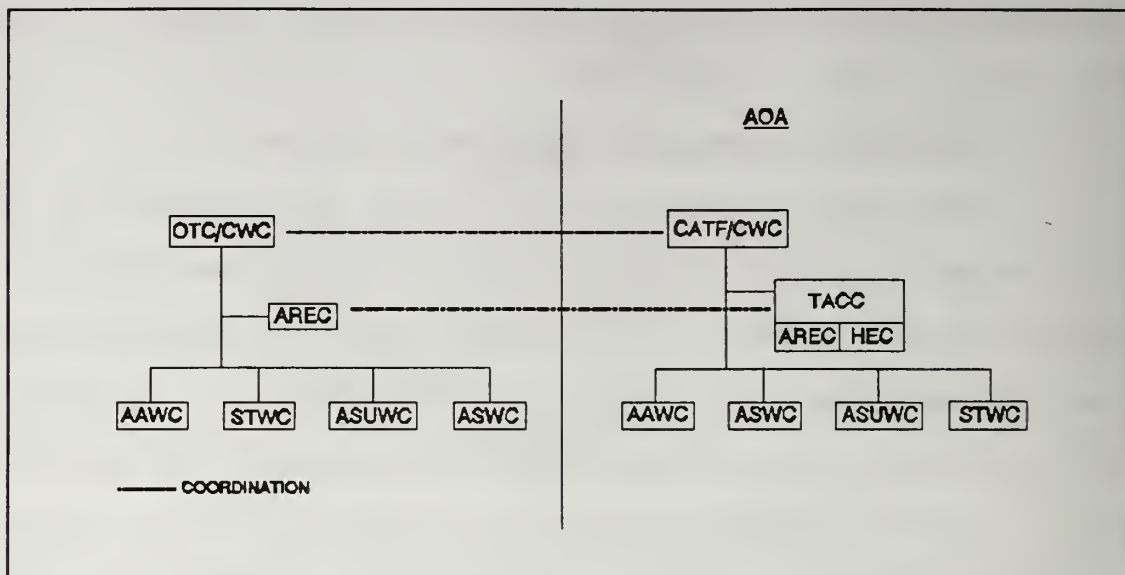 AOA
OTC/CWC
CATF/CWC
AREC
TACC
AREC HEC
AAWC STWC ASUWC ASWC
AAWC ASWC ASUWC STWC
COORDINATION